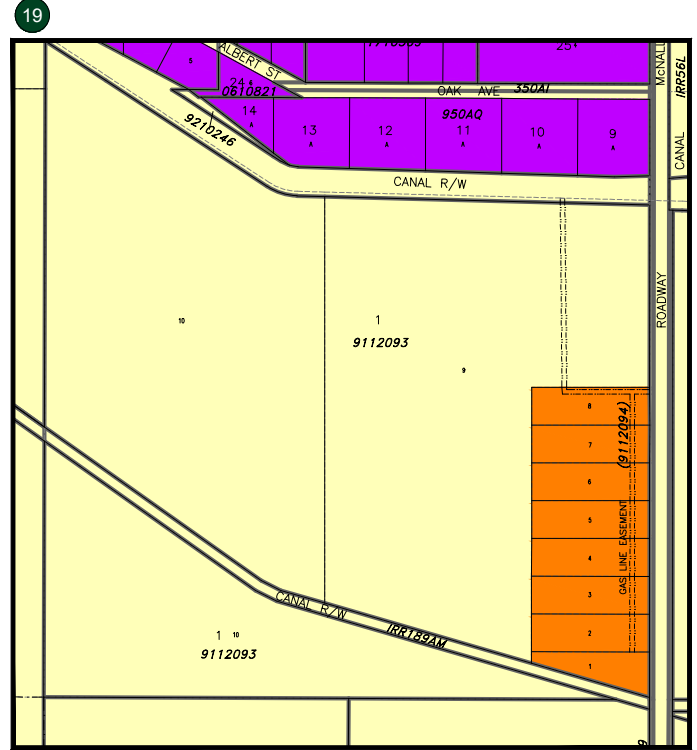 19
25
ALBERT ST
5
24
0610821
OAK AVE
350AI
McNALL
IRR56L
CANAL
14
A
9210246
13
A
12
A
950AQ
11
A
10
A
9
A
CANAL R/W
ROADWAY
10
1
9112093
9
8
7
6
5
4
3
2
1
(9112094)
GAS LINE EASEMENT
CANAL R/W
IRR189AM
1 10
9112093